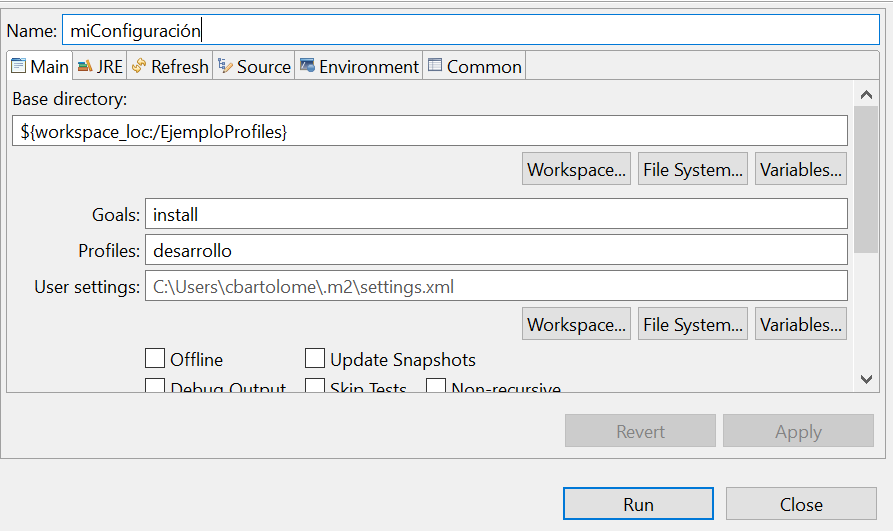 Name: miConfiguración
Main JRE Refresh Source Environment Common
Base directory:
${workspace_loc:/EjemploProfiles}
Workspace... File System... Variables...
Goals: install
Profiles: desarrollo
User settings: C:\Users\cbartolome\.m2\settings.xml
Workspace... File System... Variables...
Offline Update Snapshots
Debug Output Skip Tests Non-recursive
Revert Apply
Run Close